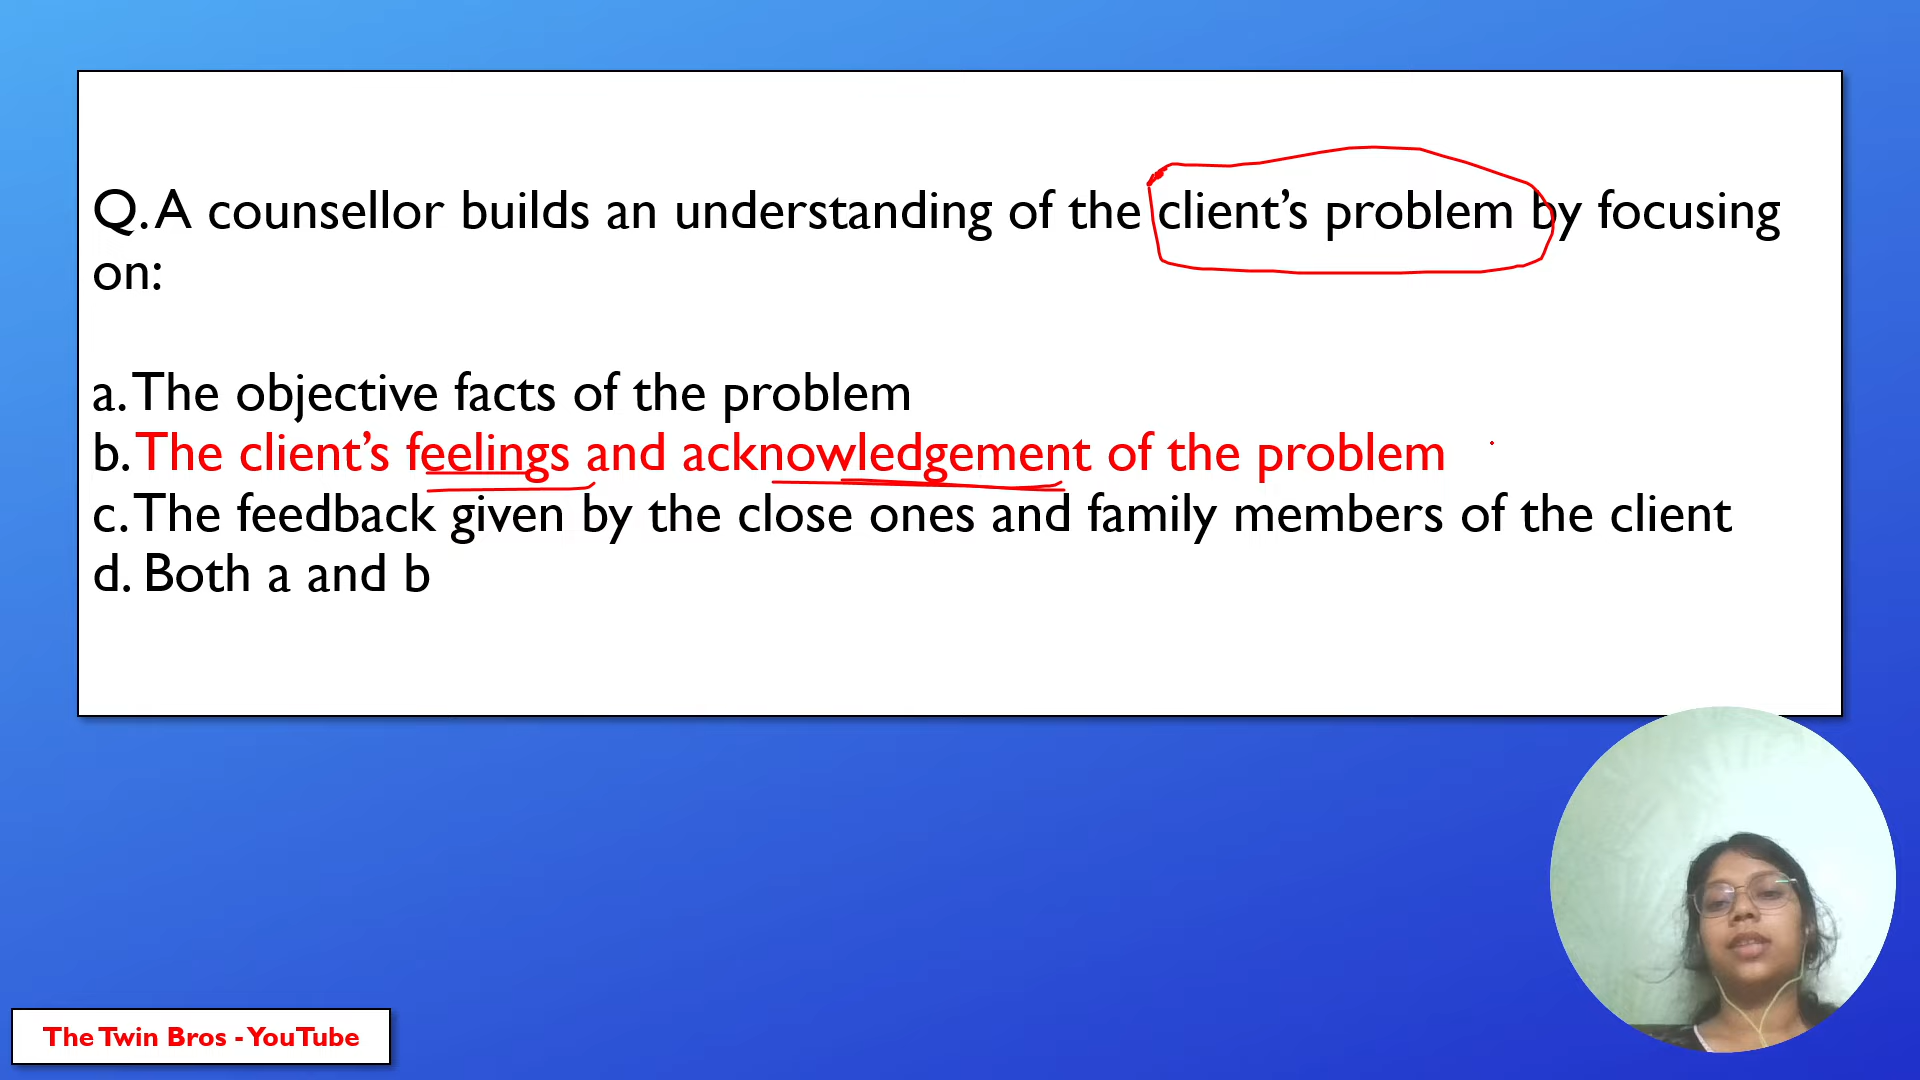 Q. A counsellor builds an understanding of the client’s problem by focusing
on:
a. The objective facts of the problem
b. The client’s feelings and acknowledgement of the problem
c. The feedback given by the close ones and family members of the client
d. Both a and b
The Twin Bros - YouTube